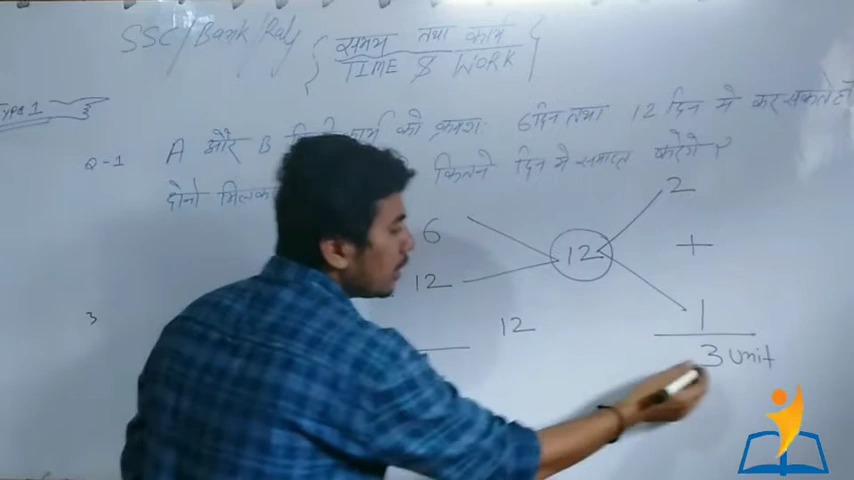 SSC/Bank/Rly { समय तथा कार्य
TIME & WORK }
Type 1
Q-1 A और B कार्य को क्रमशः 6 दिन तथा 12 दिन में कर सकते हैं
दोनो मिलकर कितने दिन मे समाप्त करेंगे ?
2
6
12
+
12
1
3
12
3 Unit